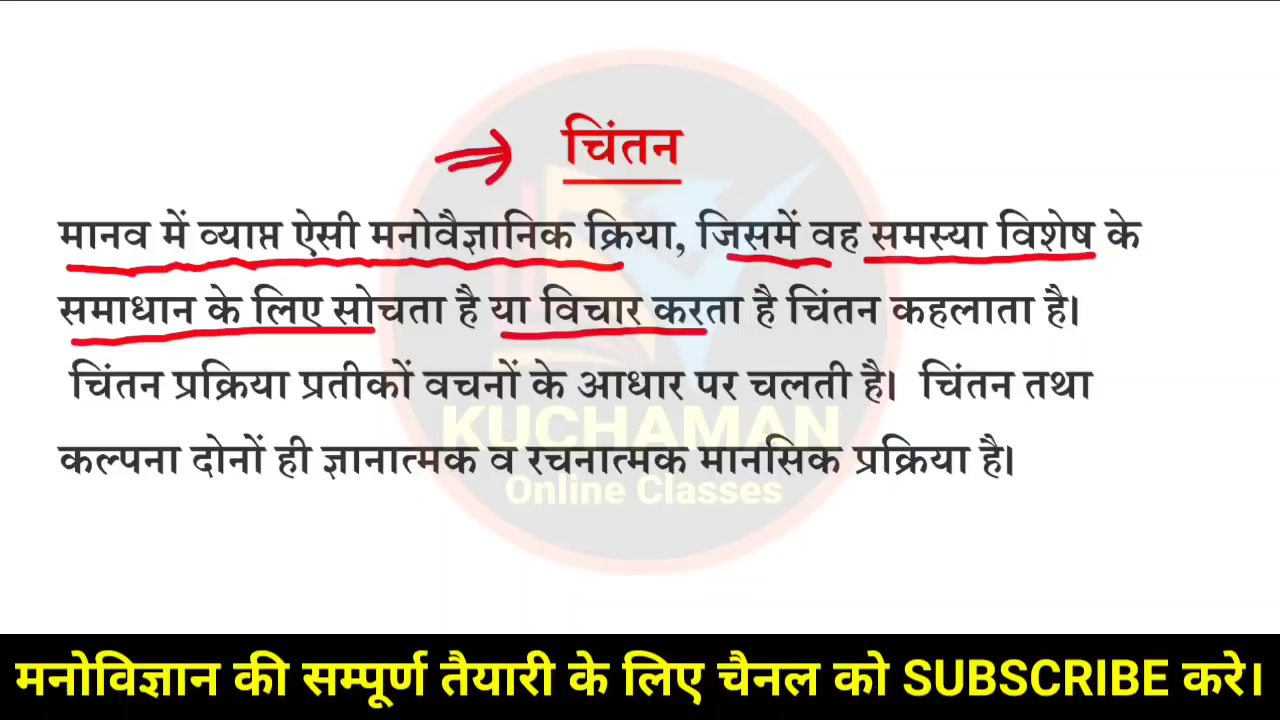 चिंतन
मानव में व्याप्त ऐसी मनोवैज्ञानिक क्रिया, जिसमें वह समस्या विशेष के
समाधान के लिए सोचता है या विचार करता है चिंतन कहलाता है।
चिंतन प्रक्रिया प्रतीकों वचनों के आधार पर चलती है। चिंतन तथा
KUCHAMAN
कल्पना दोनों ही ज्ञानात्मक व रचनात्मक मानसिक प्रक्रिया है।
Online Classes
मनोविज्ञान की सम्पूर्ण तैयारी के लिए चैनल को SUBSCRIBE करे।